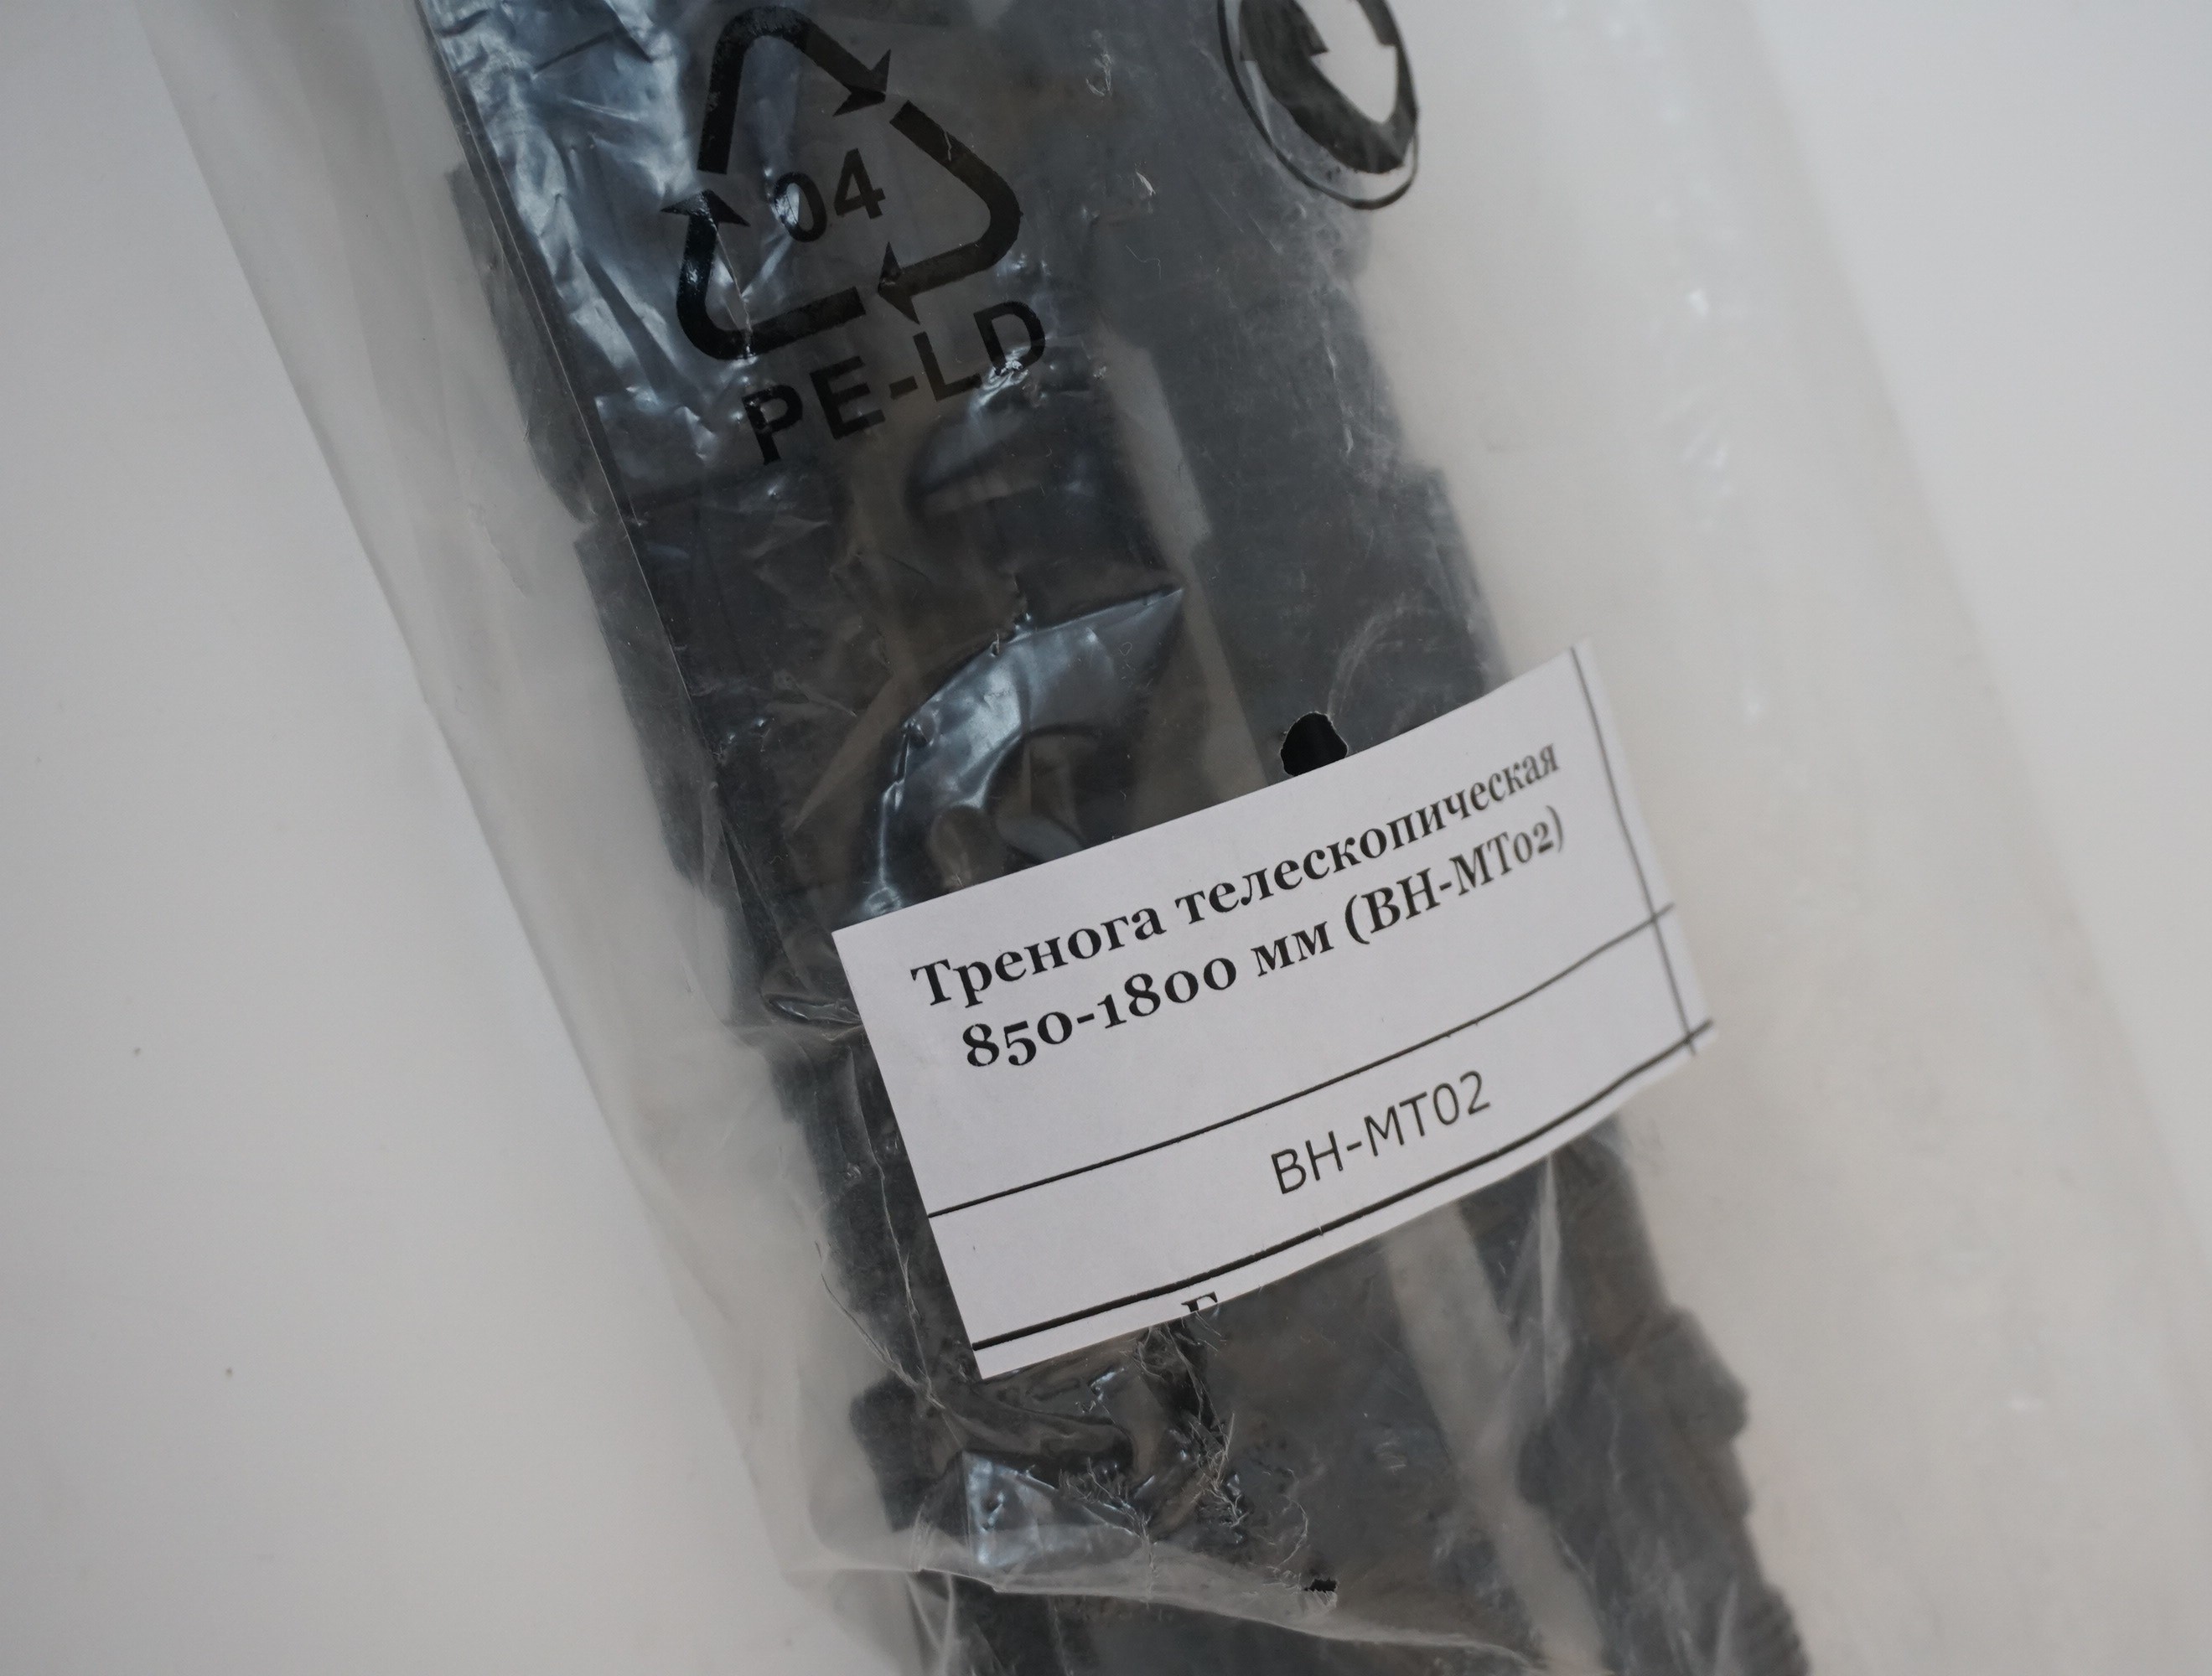 04
PE-LD
Тренога телескопическая
850-1800 мм (BH-MT02)
BH-MT02